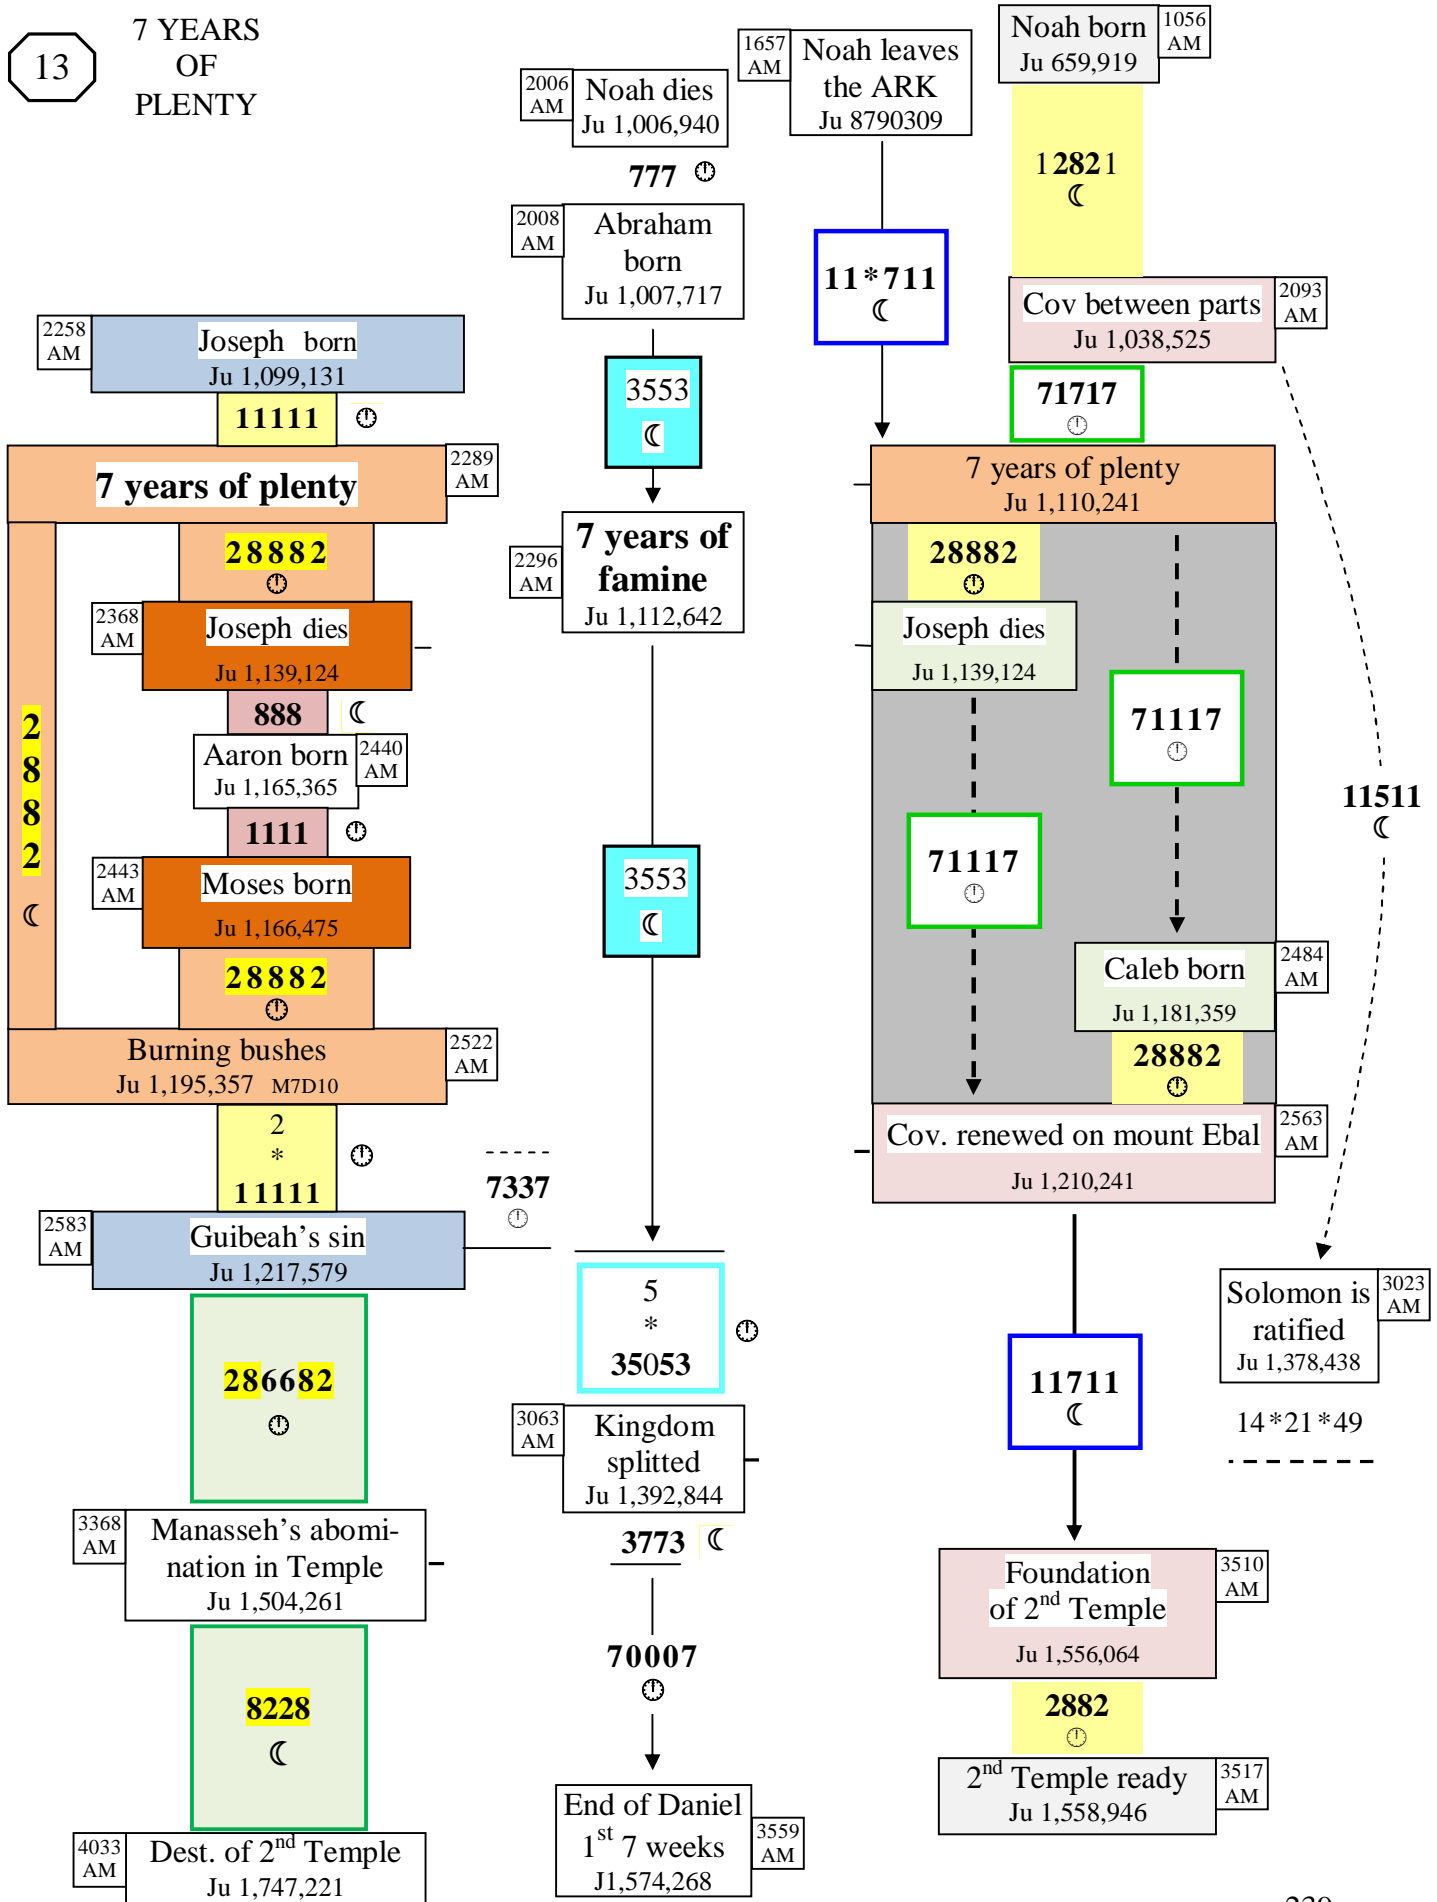 13
7 YEARS
OF
PLENTY
2258
AM
Joseph born
Ju 1,099,131
11111
7 years of plenty
2289
AM
28882
2368
AM
Joseph dies
Ju 1,139,124
888
Aaron born
Ju 1,165,365
2440
AM
1111
2443
AM
Moses born
Ju 1,166,475
28882
2
8
8
2
Burning bushes
Ju 1,195,357 M7D10
2522
AM
2
*
11111
2583
AM
Guibeah's sin
Ju 1,217,579
7337
286682
3368
AM
Manasseh's abomi-
nation in Temple
Ju 1,504,261
8228
4033
AM
Dest. of 2nd Temple
Ju 1,747,221
2006
AM
Noah dies
Ju 1,006,940
777
2008
AM
Abraham
born
Ju 1,007,717
3553
2296
AM
7 years of
famine
Ju 1,112,642
3553
5
*
35053
3063
AM
Kingdom
splitted
Ju 1,392,844
3773
70007
End of Daniel
1st 7 weeks
J1,574,268
3559
AM
1657
AM
Noah leaves
the ARK
Ju 8790309
11*711
Noah born
Ju 659,919
1056
AM
12821
Cov between parts
Ju 1,038,525
2093
AM
71717
7 years of plenty
Ju 1,110,241
28882
Joseph dies
Ju 1,139,124
71117
71117
Caleb born
Ju 1,181,359
2484
AM
28882
Cov. renewed on mount Ebal
Ju 1,210,241
2563
AM
11511
Solomon is
ratified
Ju 1,378,438
3023
AM
14*21*49
11711
Foundation
of 2nd Temple
Ju 1,556,064
3510
AM
2882
2nd Temple ready
Ju 1,558,946
3517
AM